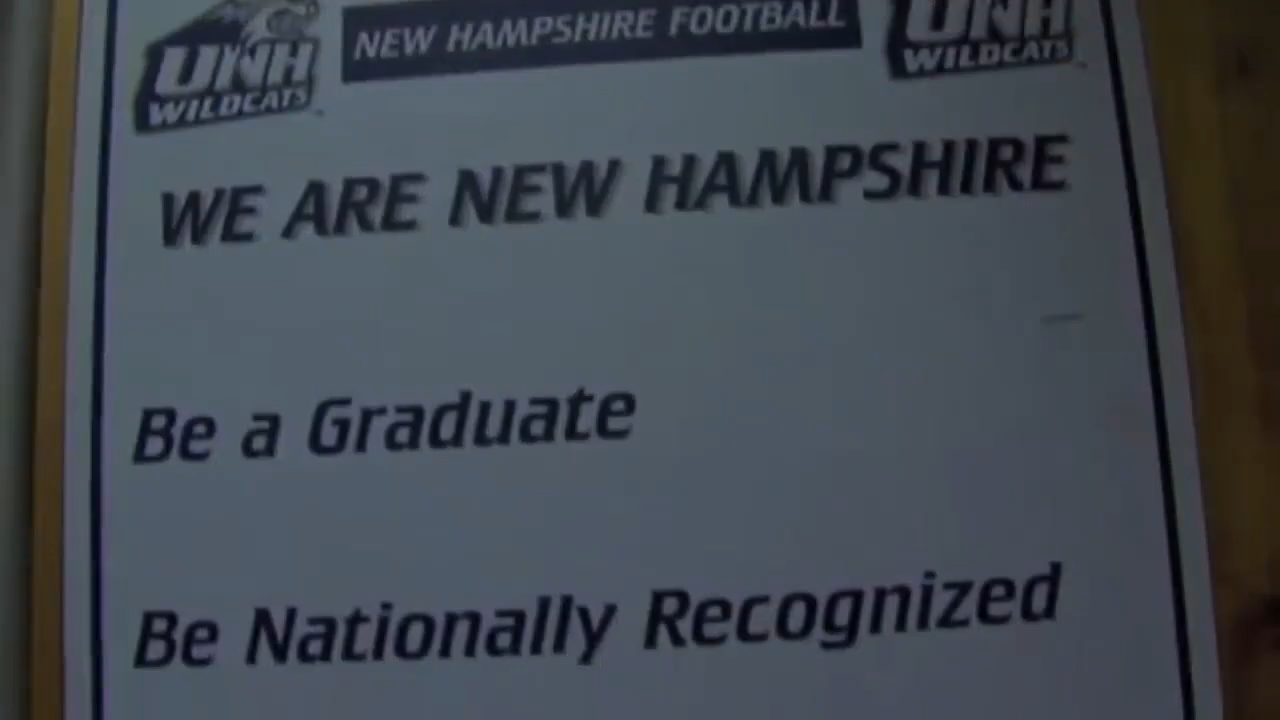 UNH
WILDCATS
NEW HAMPSHIRE FOOTBALL
UNH
WILDCATS
WE ARE NEW HAMPSHIRE
Be a Graduate
Be Nationally Recognized